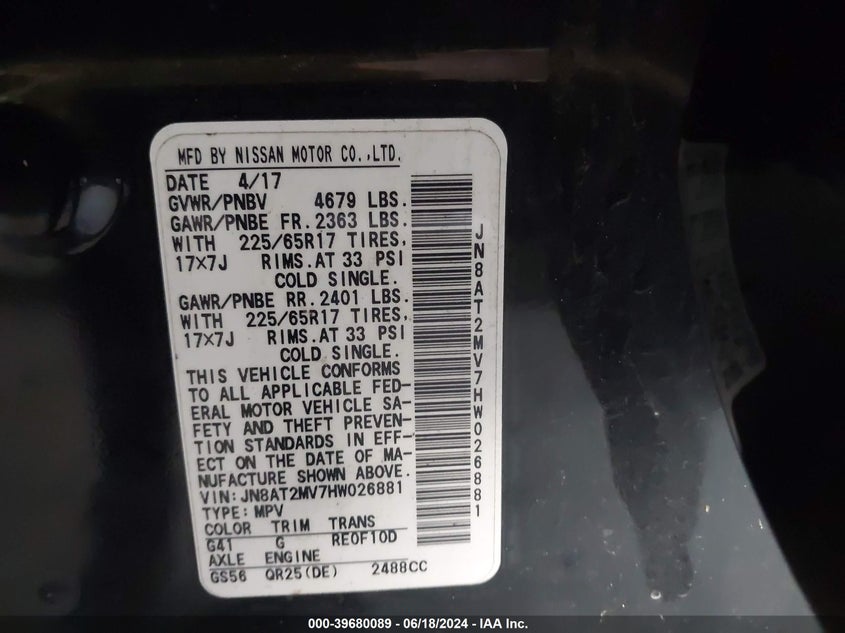 MFD BY NISSAN MOTOR CO.,LTD.
DATE 4/17
GVWR/PNBV 4679 LBS.
GAWR/PNBE FR.2363 LBS.
WITH 225/65R17 TIRES,
17×7J RIMS.AT 33 PSI
COLD SINGLE.
GAWR/PNBE RR.2401 LBS.
WITH 225/65R17 TIRES,
17×7J RIMS.AT 33 PSI
COLD SINGLE.
THIS VEHICLE CONFORMS
TO ALL APPLICABLE FED-
ERAL MOTOR VEHICLE SA-
FETY AND THEFT PREVEN-
TION STANDARDS IN EFF-
ECT ON THE DATE OF MA-
NUFACTURE SHOWN ABOVE.
VIN:JN8AT2MV7HW026881
TYPE:MPV
COLOR TRIM TRANS
G41 G RE0F10D
AXLE ENGINE
GS56 QR25(DE) 2488CC
JN8AT2MV7HW026881
000-39680089 - 06/18/2024 - IAA Inc.